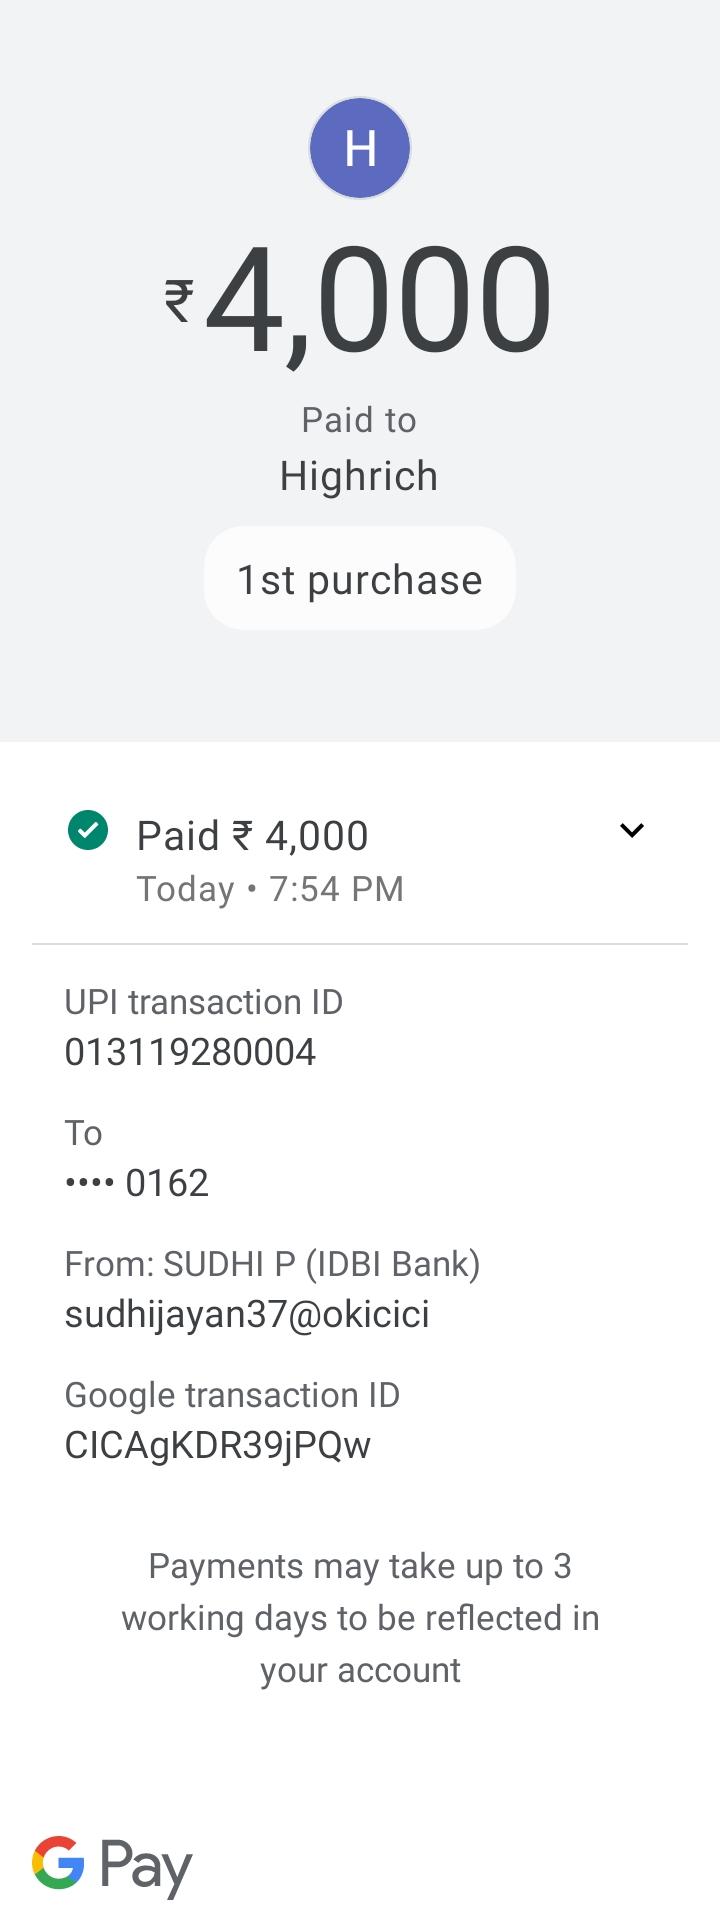 H
₹4,000
Paid to
Highrich
1st purchase
Paid ₹ 4,000
Today • 7:54 PM
UPI transaction ID
013119280004
To
•••• 0162
From: SUDHI P (IDBI Bank)
sudhijayan37@okicici
Google transaction ID
CICAgKDR39jPQw
Payments may take up to 3
working days to be reflected in
your account
G Pay